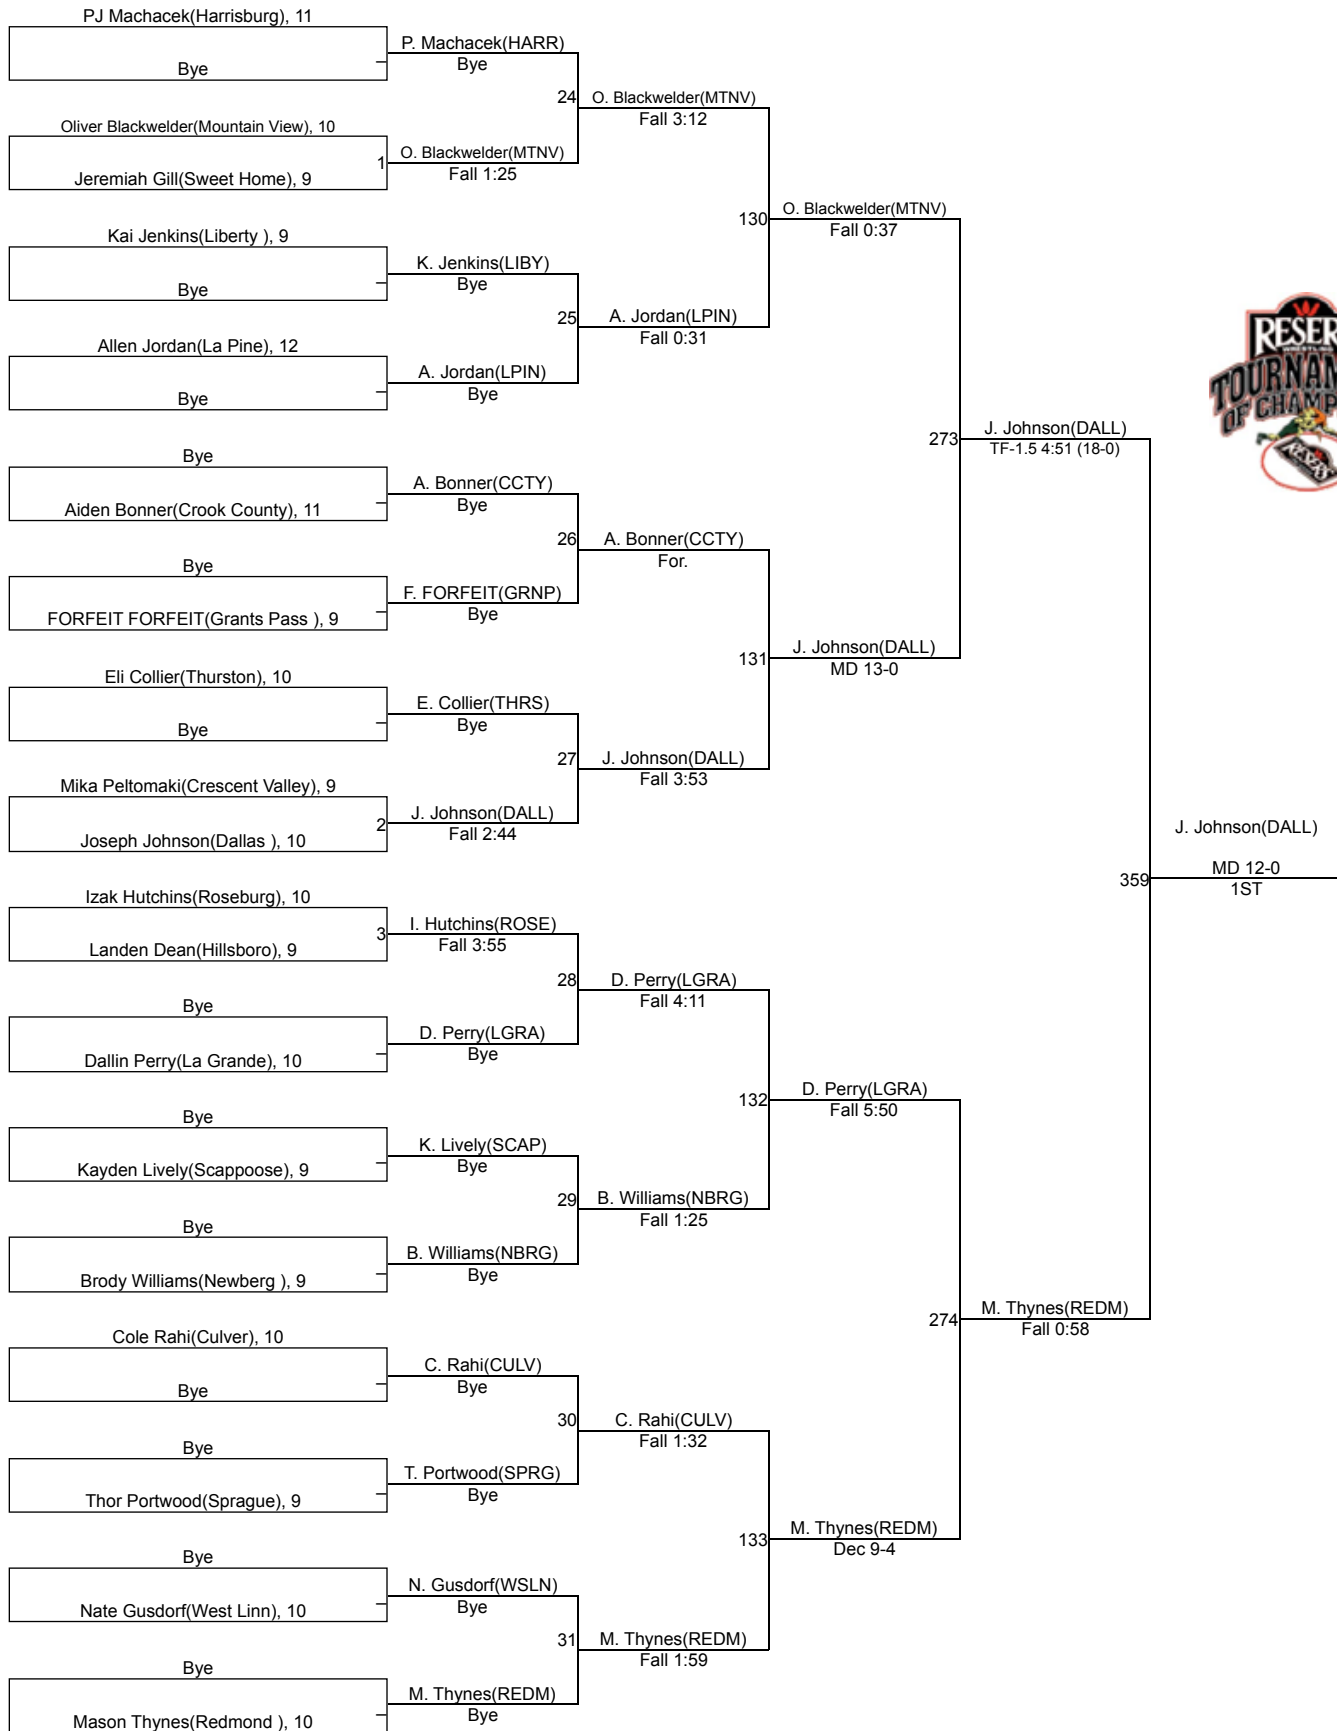 PJ Machacek(Harrisburg), 11
P. Machacek(HARR)
Bye
Bye
24
O. Blackwelder(MTNV)
Fall 3:12
Oliver Blackwelder(Mountain View), 10
1
O. Blackwelder(MTNV)
Jeremiah Gill(Sweet Home), 9
Fall 1:25
130
O. Blackwelder(MTNV)
Fall 0:37
Kai Jenkins(Liberty ), 9
K. Jenkins(LIBY)
Bye
Bye
25
A. Jordan(LPIN)
Fall 0:31
Allen Jordan(La Pine), 12
A. Jordan(LPIN)
Bye
Bye
273
J. Johnson(DALL)
TF-1.5 4:51 (18-0)
Bye
A. Bonner(CCTY)
Aiden Bonner(Crook County), 11
Bye
26
A. Bonner(CCTY)
For.
Bye
F. FORFEIT(GRNP)
FORFEIT FORFEIT(Grants Pass ), 9
Bye
131
J. Johnson(DALL)
MD 13-0
Eli Collier(Thurston), 10
E. Collier(THRS)
Bye
Bye
27
J. Johnson(DALL)
Fall 3:53
Mika Peltomaki(Crescent Valley), 9
2
J. Johnson(DALL)
Joseph Johnson(Dallas ), 10
Fall 2:44
J. Johnson(DALL)
359
MD 12-0
1ST
Izak Hutchins(Roseburg), 10
3
I. Hutchins(ROSE)
Landen Dean(Hillsboro), 9
Fall 3:55
28
D. Perry(LGRA)
Fall 4:11
Bye
D. Perry(LGRA)
Dallin Perry(La Grande), 10
Bye
132
D. Perry(LGRA)
Fall 5:50
Bye
K. Lively(SCAP)
Kayden Lively(Scappoose), 9
Bye
29
B. Williams(NBRG)
Fall 1:25
Bye
B. Williams(NBRG)
Brody Williams(Newberg ), 9
Bye
274
M. Thynes(REDM)
Fall 0:58
Cole Rahi(Culver), 10
C. Rahi(CULV)
Bye
Bye
30
C. Rahi(CULV)
Fall 1:32
Bye
T. Portwood(SPRG)
Thor Portwood(Sprague), 9
Bye
133
M. Thynes(REDM)
Dec 9-4
Bye
N. Gusdorf(WSLN)
Nate Gusdorf(West Linn), 10
Bye
31
M. Thynes(REDM)
Fall 1:59
Bye
M. Thynes(REDM)
Mason Thynes(Redmond ), 10
Bye
RESER
WRESTLING
TOURNAM
OF CHAMP
RESERS